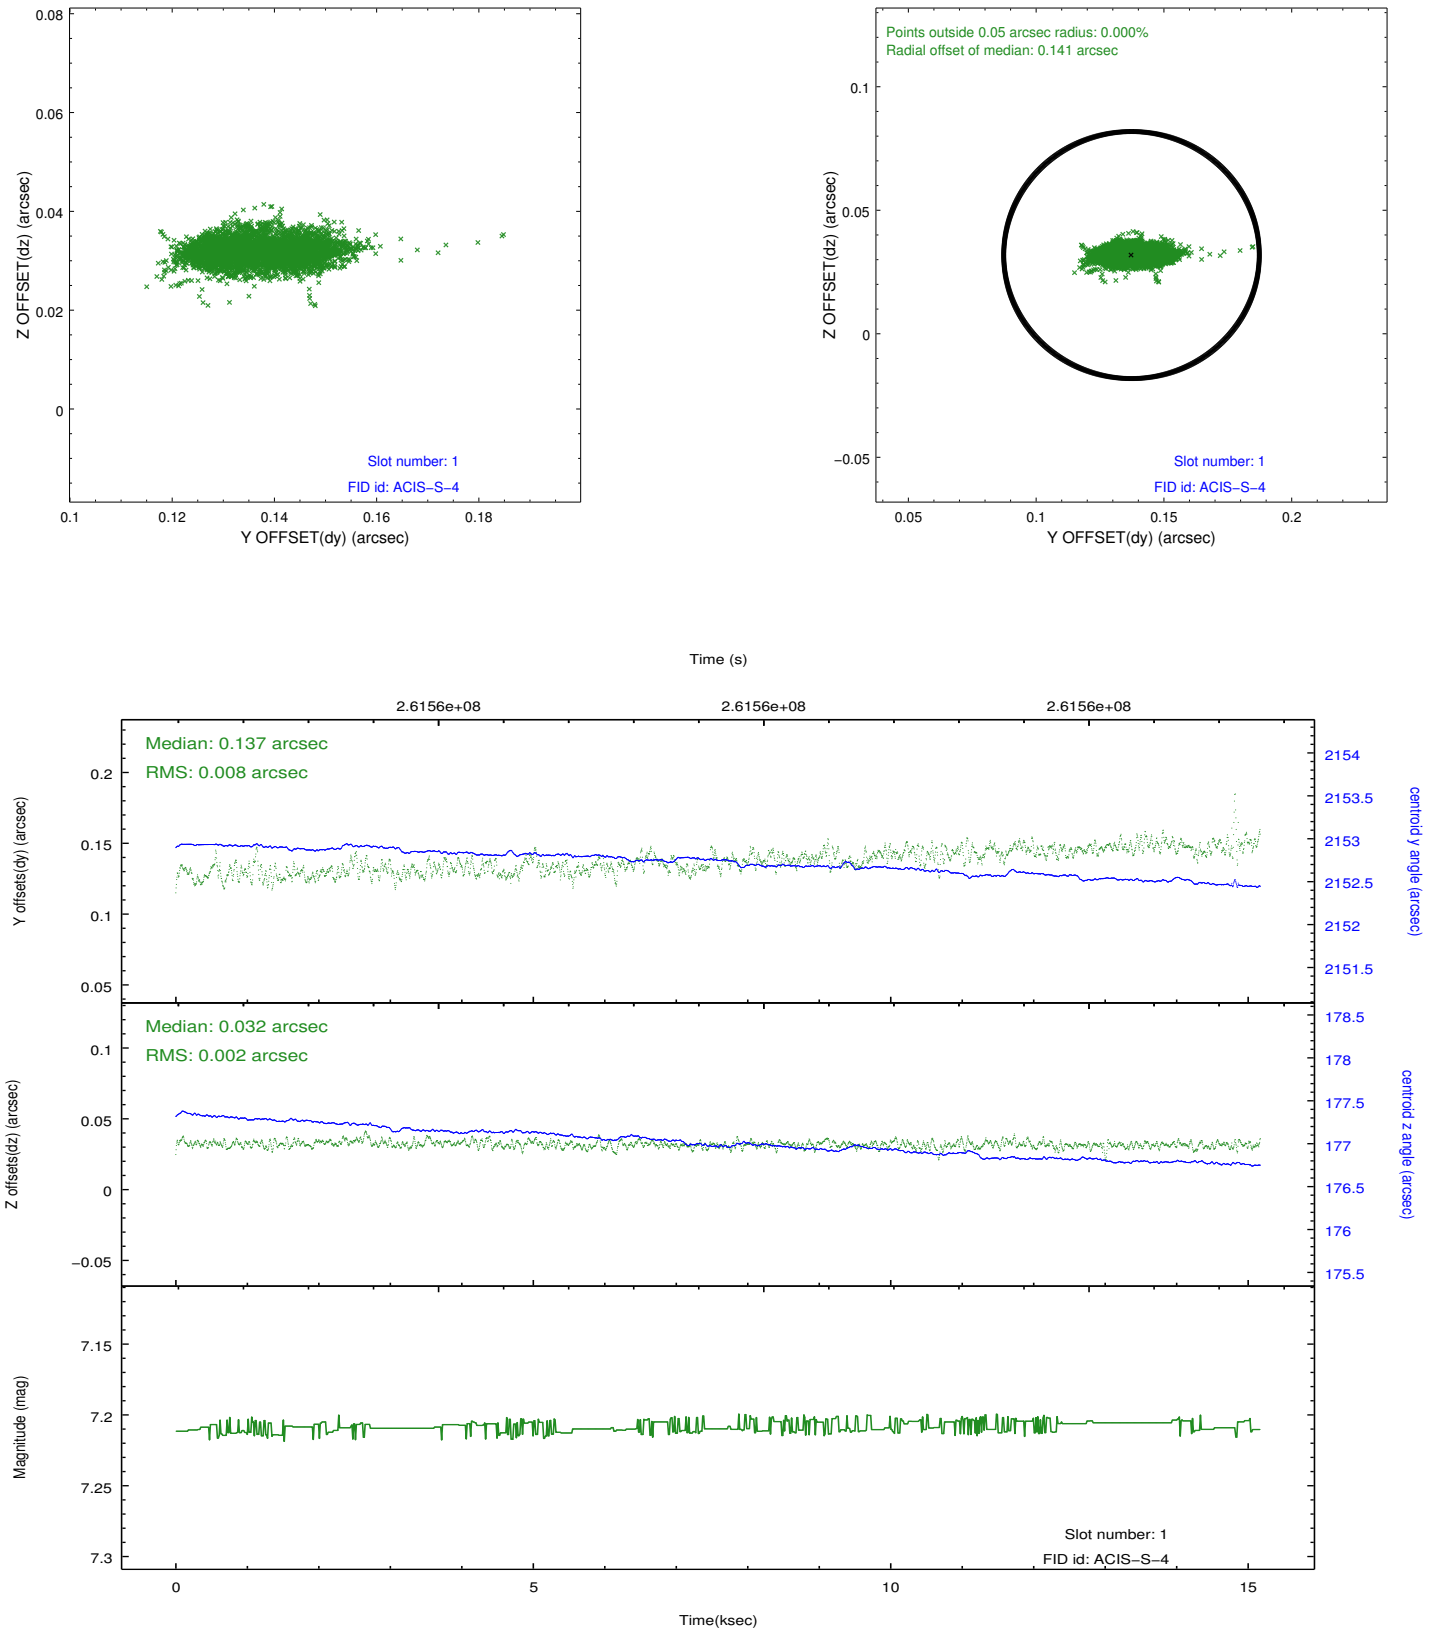 0.08
0.06
0.04
0.02
0
Z OFFSET(dz) (arcsec)
Slot number: 1
FID id: ACIS−S−4
0.1 0.12 0.14 0.16 0.18
Y OFFSET(dy) (arcsec)
Points outside 0.05 arcsec radius: 0.000%
Radial offset of median: 0.141 arcsec
0.1
0.05
0
−0.05
Z OFFSET(dz) (arcsec)
Slot number: 1
FID id: ACIS−S−4
0.05 0.1 0.15 0.2
Y OFFSET(dy) (arcsec)
Time (s)
2.6156e+08 2.6156e+08 2.6156e+08
Median: 0.137 arcsec
RMS: 0.008 arcsec
0.2
0.15
0.1
0.05
Y offsets(dy) (arcsec)
2154
2153.5
2153
2152.5
2152
2151.5
centroid y angle (arcsec)
Median: 0.032 arcsec
RMS: 0.002 arcsec
0.1
0.05
0
−0.05
Z offsets(dz) (arcsec)
178.5
178
177.5
177
176.5
176
175.5
centroid z angle (arcsec)
7.15
7.2
7.25
7.3
Magnitude (mag)
Slot number: 1
FID id: ACIS−S−4
0 5 10 15
Time(ksec)